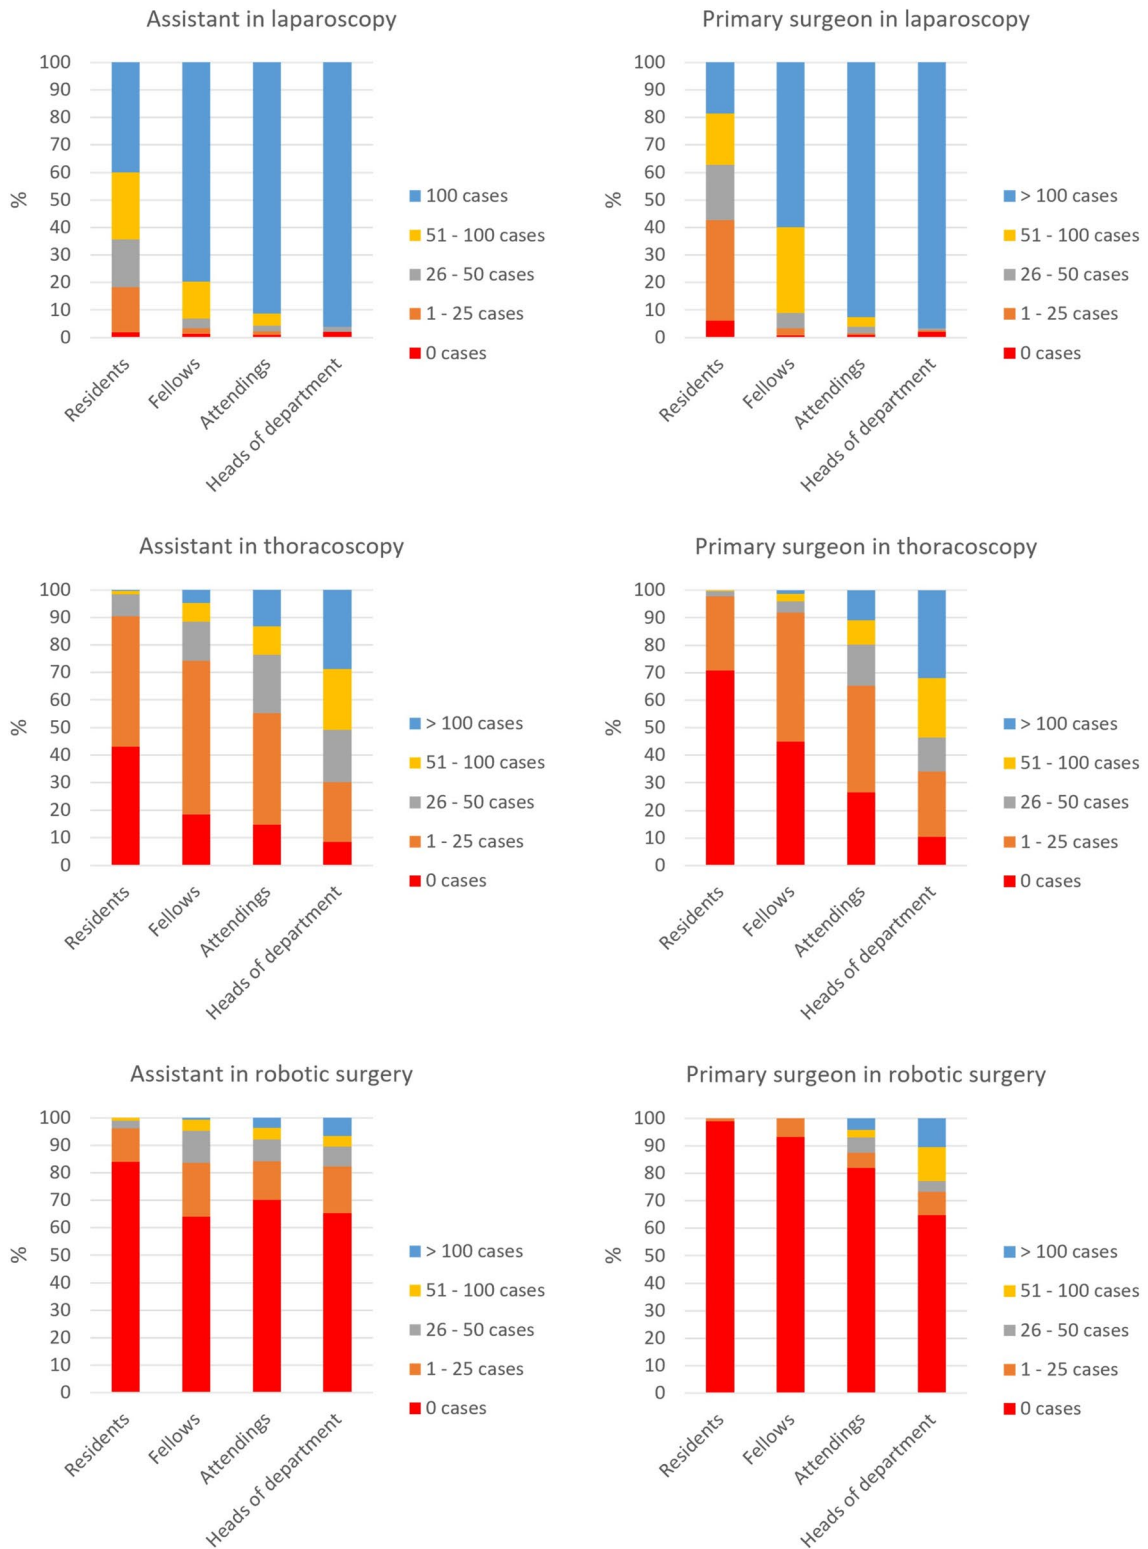 Assistant in laparoscopy
100
90
80
70
60
50
40
30
20
10
0
%
Residents
Fellows
Attendings
Heads of department
100 cases
51 - 100 cases
26 - 50 cases
1 - 25 cases
0 cases
Primary surgeon in laparoscopy
100
90
80
70
60
50
40
30
20
10
0
%
Residents
Fellows
Attendings
Heads of department
> 100 cases
51 - 100 cases
26 - 50 cases
1 - 25 cases
0 cases
Assistant in thoracoscopy
100
90
80
70
60
50
40
30
20
10
0
%
Residents
Fellows
Attendings
Heads of department
> 100 cases
51 - 100 cases
26 - 50 cases
1 - 25 cases
0 cases
Primary surgeon in thoracoscopy
100
90
80
70
60
50
40
30
20
10
0
%
Residents
Fellows
Attendings
Heads of department
> 100 cases
51 - 100 cases
26 - 50 cases
1 - 25 cases
0 cases
Assistant in robotic surgery
100
90
80
70
60
50
40
30
20
10
0
%
Residents
Fellows
Attendings
Heads of department
> 100 cases
51 - 100 cases
26 - 50 cases
1 - 25 cases
0 cases
Primary surgeon in robotic surgery
100
90
80
70
60
50
40
30
20
10
0
%
Residents
Fellows
Attendings
Heads of department
> 100 cases
51 - 100 cases
26 - 50 cases
1 - 25 cases
0 cases